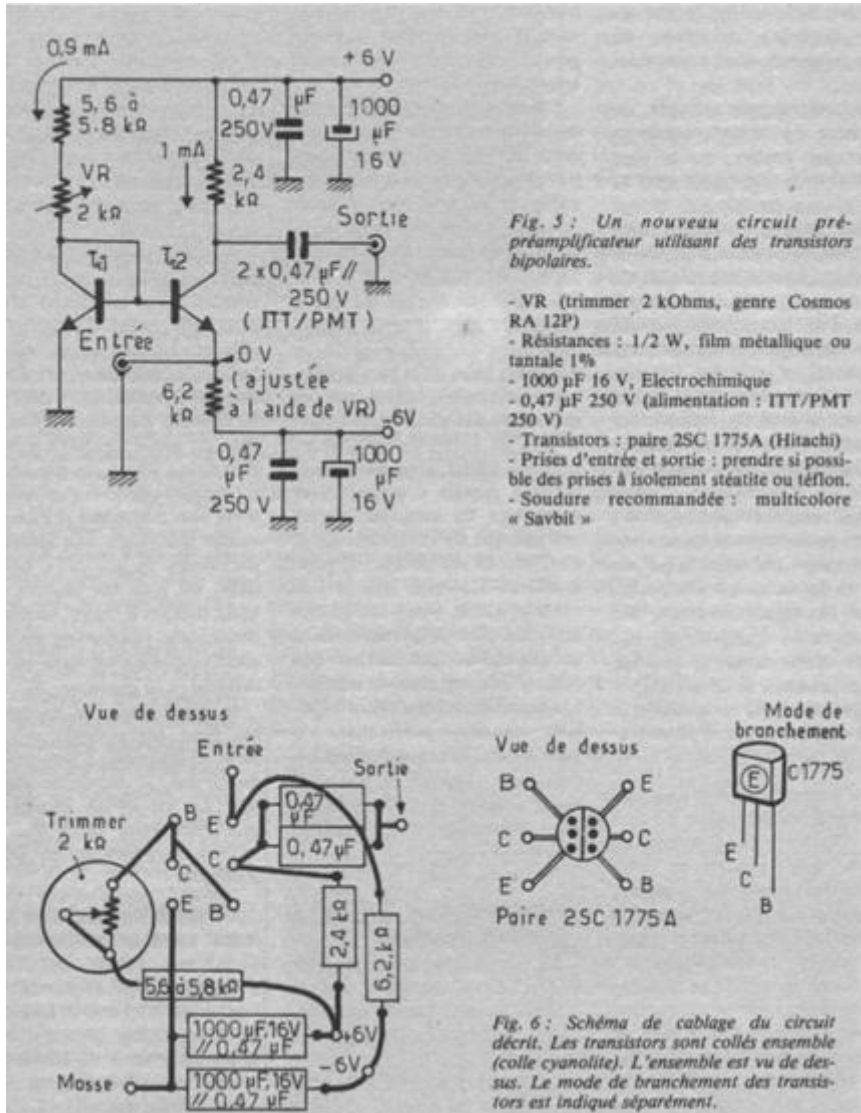 0,9 mA
+ 6 V
5,6 à
5.8 kΩ
0,47
µF
250V
1000
µF
16 V
1 mA
VR
2 kΩ
2,4
kΩ
Sortie
2 x 0,47 µF //
250 V
( ITT/PMT )
Entrée
0 V
6,2
kΩ
(ajustée
à l'aide de VR)
-6V
0,47
µF
250 V
1000
µF
16 V
Fig. 5 : Un nouveau circuit pré-
préamplificateur utilisant des transistors
bipolaires.
- VR (trimmer 2 kOhms, genre Cosmos
RA 12P)
- Résistances : 1/2 W, film métallique ou
tantale 1%
- 1000 µF 16 V, Electrochimique
- 0,47 µF 250 V (alimentation : ITT/PMT
250 V)
- Transistors : paire 2SC 1775A (Hitachi)
- Prises d'entrée et sortie : prendre si possi-
ble des prises à isolement stéatite ou téflon.
- Soudure recommandée : multicolore
« Savbit »
Vue de dessus
Entrée
Sortie
Trimmer
2 kΩ
B
C
E
E
C
B
0,47
µF
0,47µF
2,4 kΩ
6,2 kΩ
5,6 à 5,8 kΩ
1000 µF,16V
// 0,47 µF
+6V
1000 µF,16V
// 0,47 µF
-6V
Masse
Vue de dessus
B
E
C
C
E
B
Paire 2SC 1775A
Mode de
branchement
E
C1775
E
C
B
Fig. 6 : Schéma de cablage du circuit
décrit. Les transistors sont collés ensemble
(colle cyanolite). L'ensemble est vu de des-
sus. Le mode de branchement des transis-
tors est indiqué séparément.